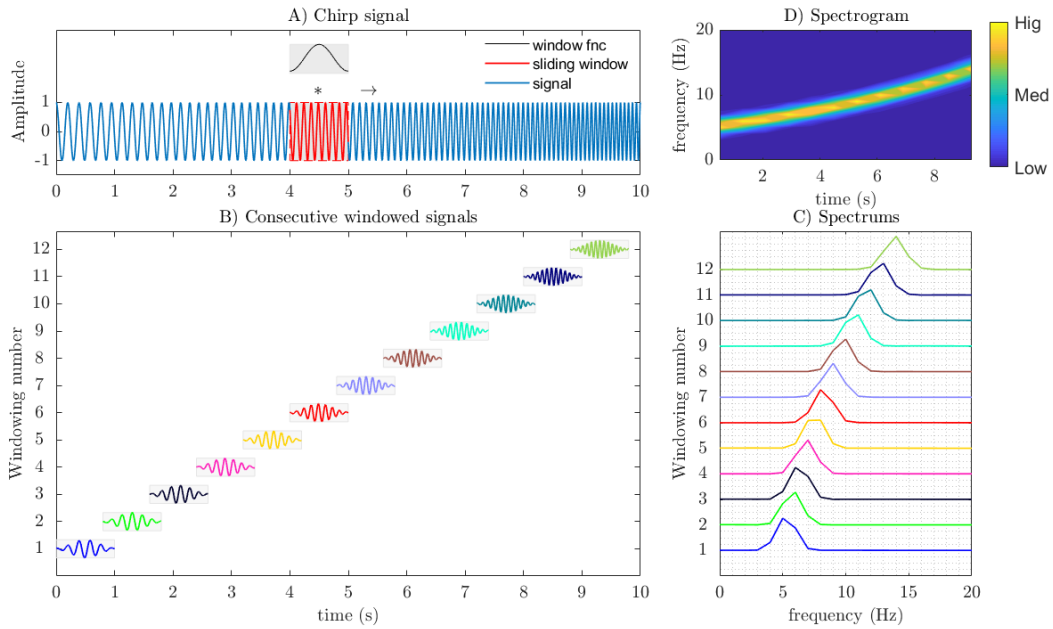 A) Chirp signal
window fnc
sliding window
signal
*
→
Amplitude
1
0
-1
0 1 2 3 4 5 6 7 8 9 10
D) Spectrogram
frequency (Hz)
20
10
0
2 4 6 8
time (s)
Hig
Med
Low
B) Consecutive windowed signals
Windowing number
12
11
10
9
8
7
6
5
4
3
2
1
0 1 2 3 4 5 6 7 8 9 10
time (s)
C) Spectrums
Windowing number
12
11
10
9
8
7
6
5
4
3
2
1
0 5 10 15 20
frequency (Hz)